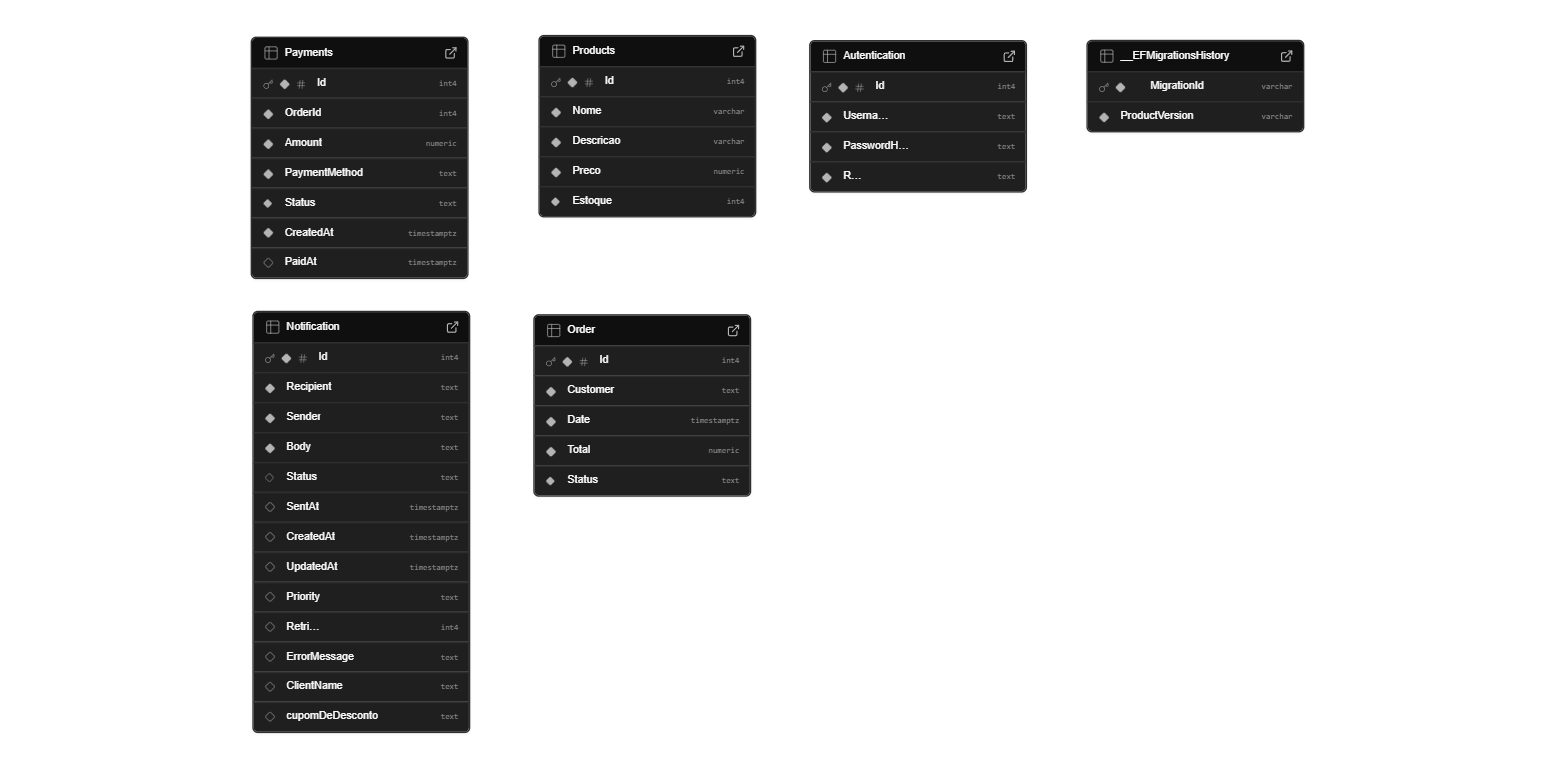 Payments
Id int4
OrderId int4
Amount numeric
PaymentMethod text
Status text
CreatedAt timestamptz
PaidAt timestamptz
Products
Id int4
Nome varchar
Descricao varchar
Preco numeric
Estoque int4
Autentication
Id int4
Userna... text
PasswordH... text
R... text
__EFMigrationsHistory
MigrationId varchar
ProductVersion varchar
Notification
Id int4
Recipient text
Sender text
Body text
Status text
SentAt timestamptz
CreatedAt timestamptz
UpdatedAt timestamptz
Priority text
Retri... int4
ErrorMessage text
ClientName text
cupomDeDesconto text
Order
Id int4
Customer text
Date timestamptz
Total numeric
Status text